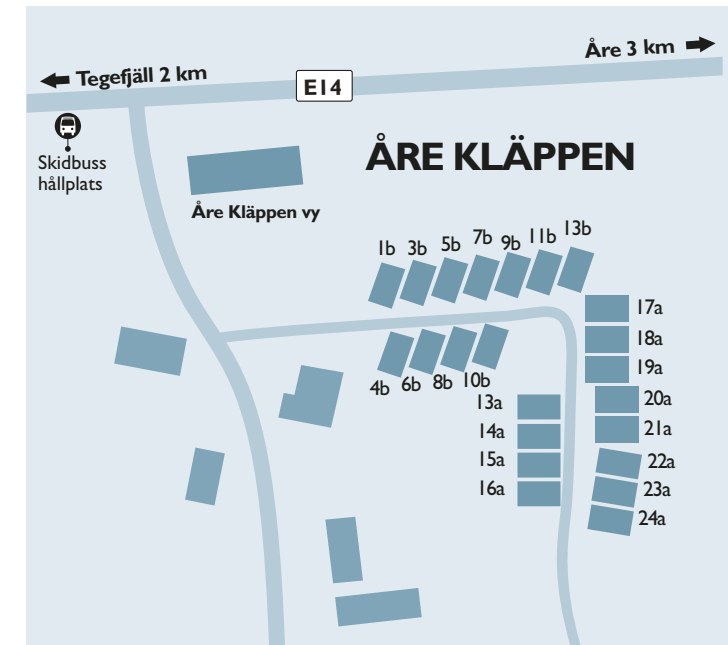 Åre 3 km
Tegefjäll 2 km
E14
Skidbuss
hållplats
ÅRE KLÄPPEN
Åre Kläppen vy
1b
3b
5b
7b
9b
11b
13b
17a
18a
19a
20a
21a
22a
23a
24a
4b
6b
8b
10b
13a
14a
15a
16a